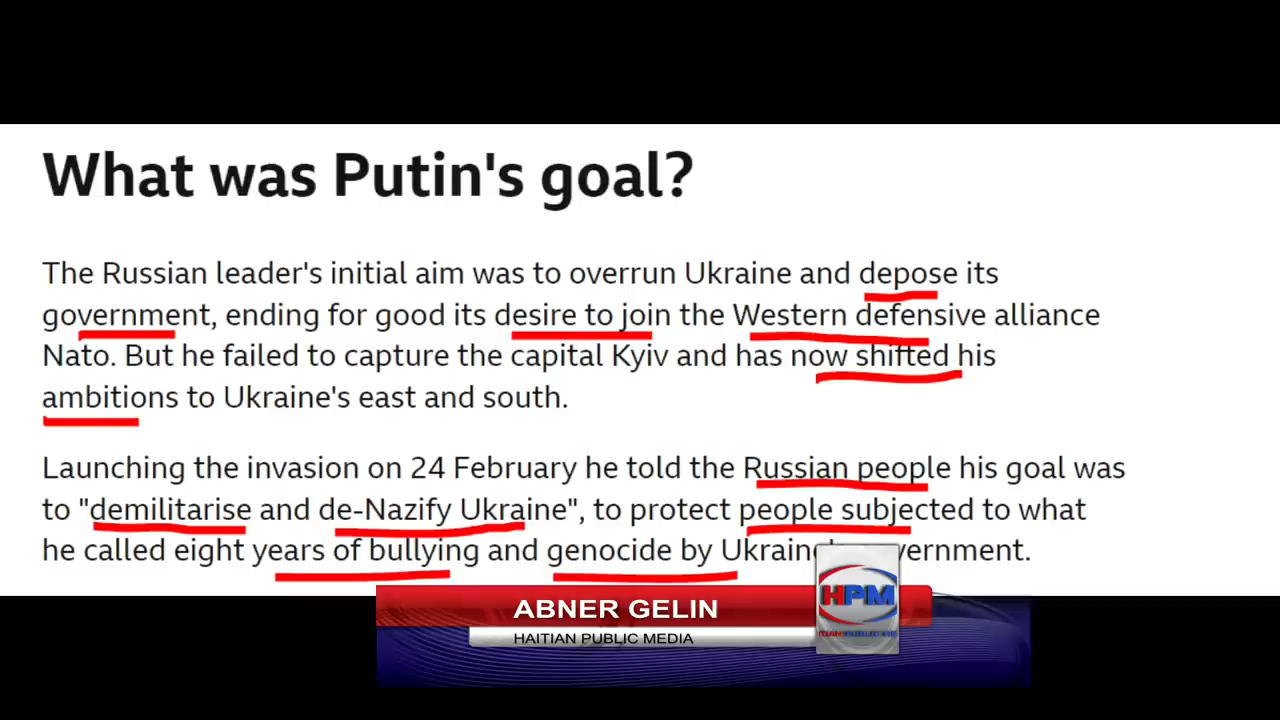 What was Putin's goal?
The Russian leader's initial aim was to overrun Ukraine and depose its
government, ending for good its desire to join the Western defensive alliance
Nato. But he failed to capture the capital Kyiv and has now shifted his
ambitions to Ukraine's east and south.
Launching the invasion on 24 February he told the Russian people his goal was
to "demilitarise and de-Nazify Ukraine", to protect people subjected to what
he called eight years of bullying and genocide by
ABNER GELIN
HPM
HAITIAN PUBLIC MEDIA